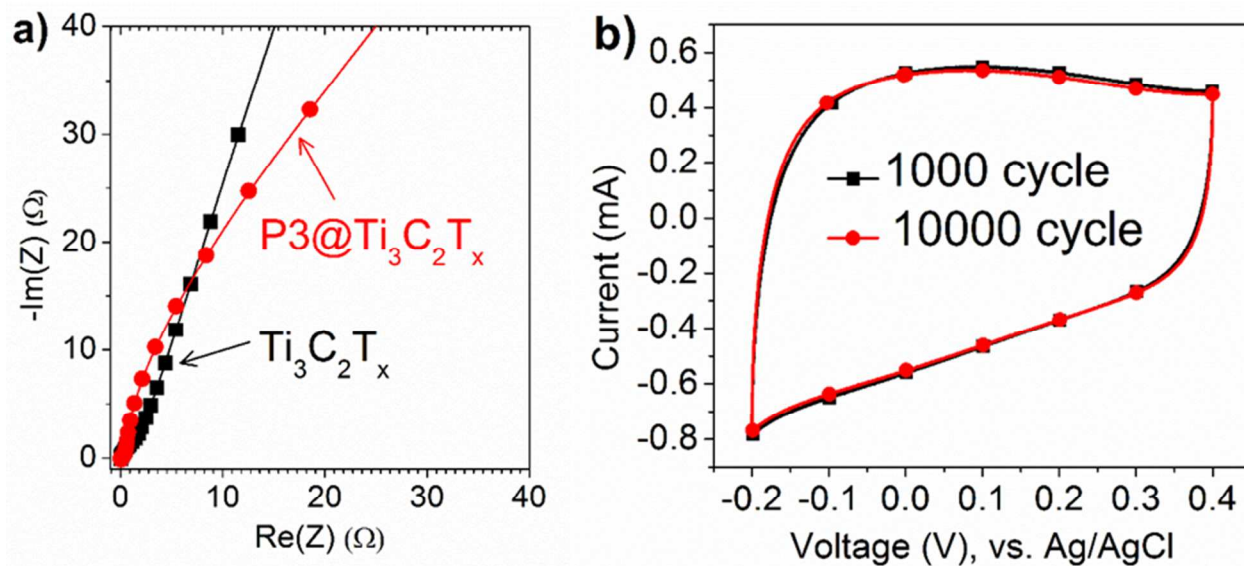 a)
40
30
20
10
0
-Im(Z) (Ω)
P3@Ti₃C₂Tₓ
Ti₃C₂Tₓ
0 10 20 30 40
Re(Z) (Ω)
b)
0.6
0.4
0.2
0.0
-0.2
-0.4
-0.6
-0.8
Current (mA)
1000 cycle
10000 cycle
-0.2 -0.1 0.0 0.1 0.2 0.3 0.4
Voltage (V), vs. Ag/AgCl